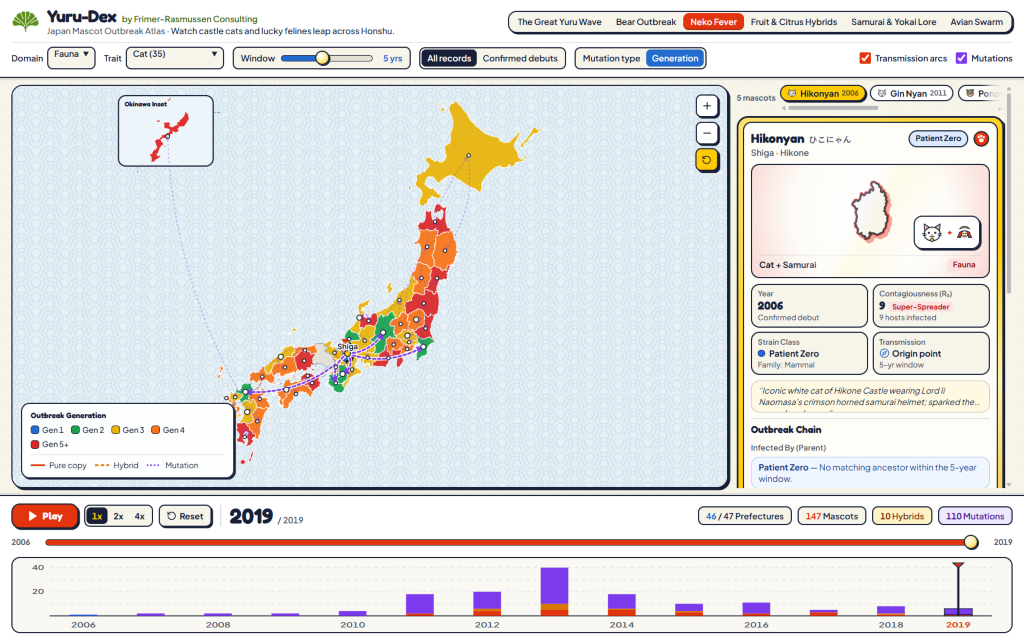 Yuru-Dex by Frimer-Rasmussen Consulting
Japan Mascot Outbreak Atlas · Watch castle cats and lucky felines leap across Honshu.
The Great Yuru Wave
Bear Outbreak
Neko Fever
Fruit & Citrus Hybrids
Samurai & Yokai Lore
Avian Swarm
Domain
Fauna ▼
Trait
Cat (35) ▼
Window
5 yrs
All records
Confirmed debuts
Mutation type
Generation
Transmission arcs
Mutations
Okinawa Inset
+
−
Shiga
Outbreak Generation
Gen 1
Gen 2
Gen 3
Gen 4
Gen 5+
Pure copy
Hybrid
Mutation
5 mascots
Hikonyan 2006
Gin Nyan 2011
Hikonyan ひこにゃん
Patient Zero
Shiga · Hikone
+
Cat + Samurai
Fauna
Year
2006
Confirmed debut
Contagiousness (R₀)
9 Super-Spreader
9 hosts infected
Strain Class
Patient Zero
Family: Mammal
Transmission
Origin point
5-yr window
"Iconic white cat of Hikone Castle wearing Lord Ii
Naomasa's crimson horned samurai helmet; sparked the...
Outbreak Chain
Infected By (Parent)
Patient Zero — No matching ancestor within the 5-year
window.
Play
1x
2x
4x
Reset
2019 / 2019
46 / 47 Prefectures
147 Mascots
10 Hybrids
110 Mutations
2006
2019
40
20
2006
2008
2010
2012
2014
2016
2018
2019